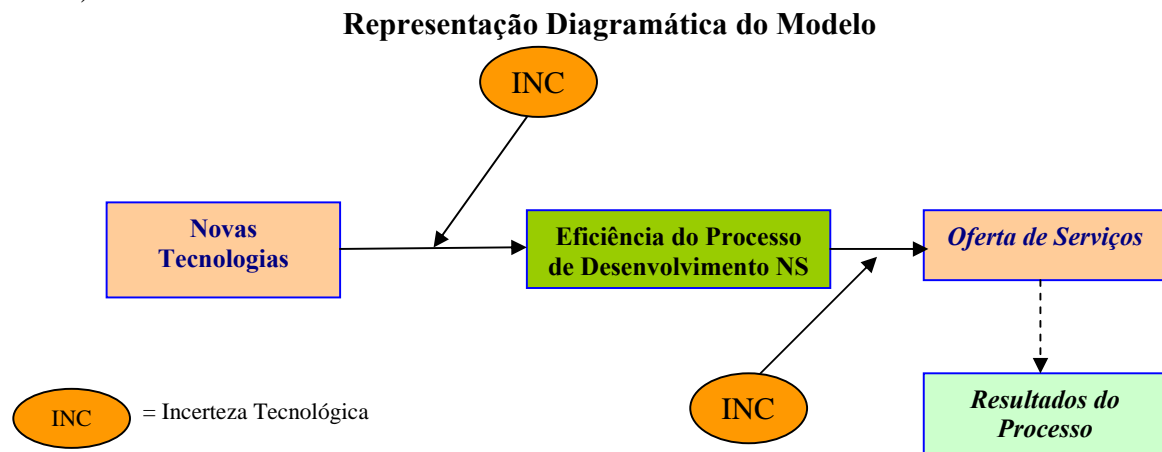 Representação Diagramática do Modelo
INC
Novas
Tecnologias
Eficiência do Processo
de Desenvolvimento NS
Oferta de Serviços
INC
Resultados do
Processo
INC
= Incerteza Tecnológica